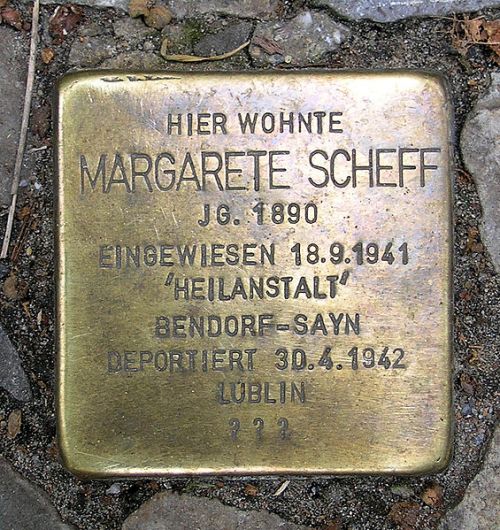 HIER WOHNTE
MARGARETE SCHEFF
JG. 1890
EINGEWIESEN 18.9.1941
'HEILANSTALT'
BENDORF-SAYN
DEPORTIERT 30.4.1942
LUBLIN
? ? ?